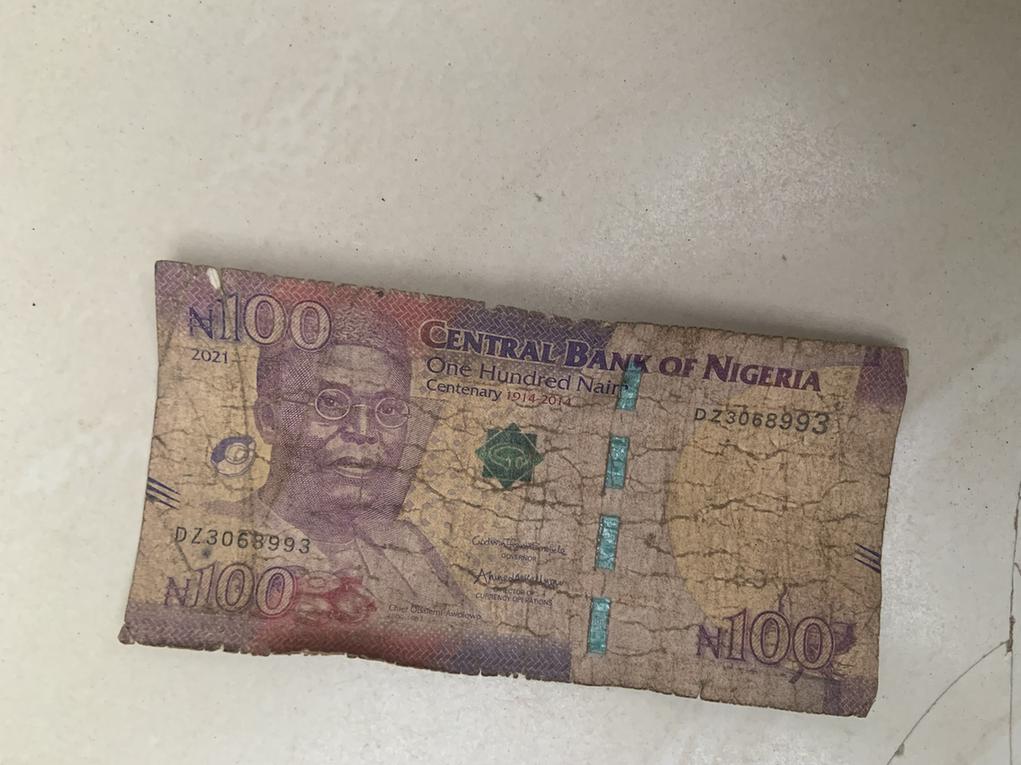 ₦100
2021
CENTRAL BANK OF NIGERIA
One Hundred Nair
Centenary 1914-2014
DZ3068993
DZ3068993
GOVERNOR
DIRECTOR OF
CURRENCY OPERATIONS
Chief Obafemi Awolowo
₦100
₦100